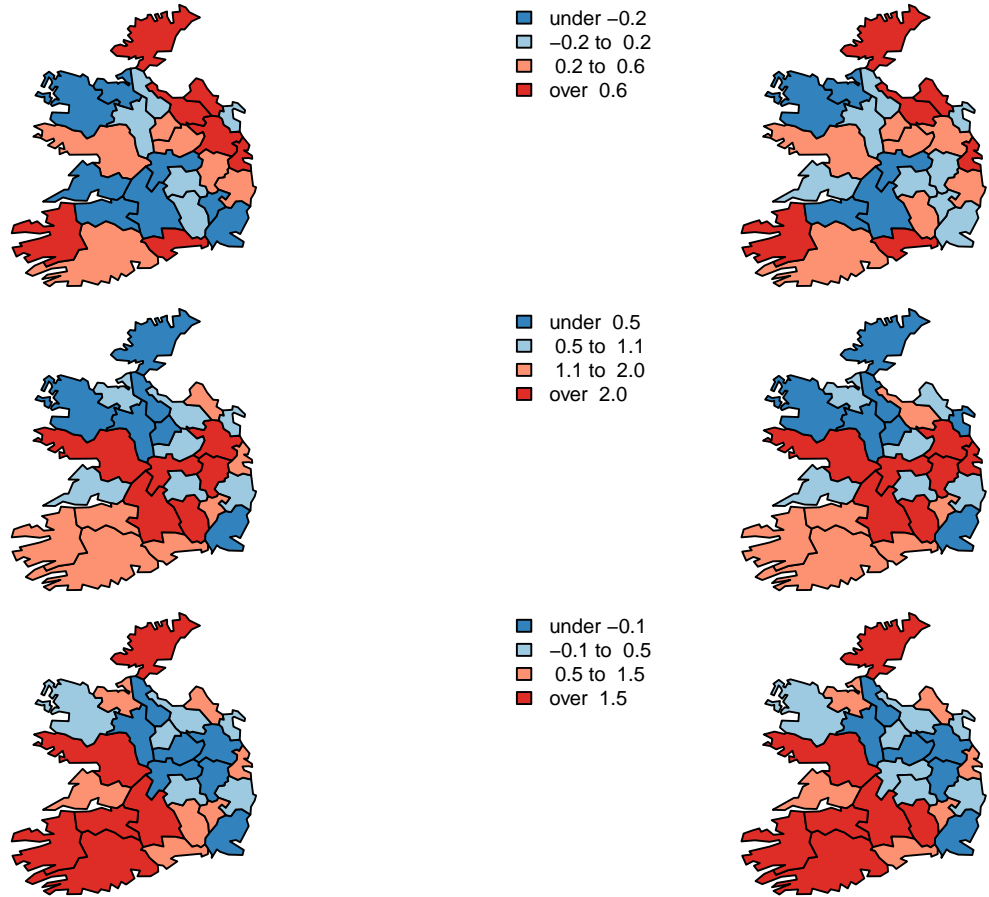 under −0.2
−0.2 to 0.2
0.2 to 0.6
over 0.6
under 0.5
0.5 to 1.1
1.1 to 2.0
over 2.0
under −0.1
−0.1 to 0.5
0.5 to 1.5
over 1.5